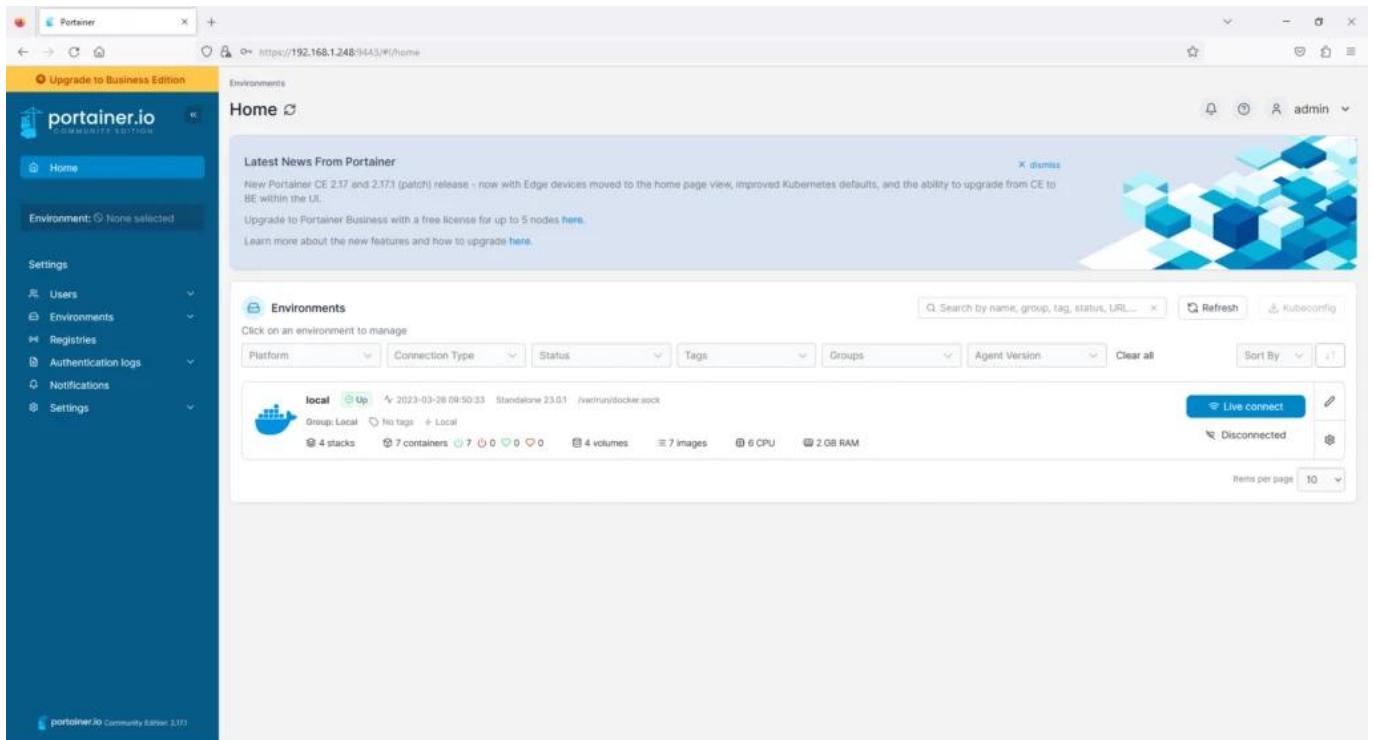 Portainer
https://192.168.1.248:9443/#!/home
Upgrade to Business Edition
portainer.io
COMMUNITY EDITION
Home
Environment: None selected
Settings
Users
Environments
Registries
Authentication logs
Notifications
Settings
portainer.io Community Edition 2.17.1
Environments
Home
admin
Latest News From Portainer
dismiss
New Portainer CE 2.17 and 2.17.1 (patch) release - now with Edge devices moved to the home page view, improved Kubernetes defaults, and the ability to upgrade from CE to
BE within the UI.
Upgrade to Portainer Business with a free license for up to 5 nodes here.
Learn more about the new features and how to upgrade here.
Environments
Search by name, group, tag, status, URL...
Refresh
Kubeconfig
Click on an environment to manage
Platform
Connection Type
Status
Tags
Groups
Agent Version
Clear all
Sort By
local Up 2023-03-28 09:50:33 Standalone 23.0.1 /var/run/docker.sock
Group: Local No tags Local
4 stacks 7 containers 7 0 0 0 4 volumes 7 images 6 CPU 2 GB RAM
Live connect
Disconnected
Items per page 10